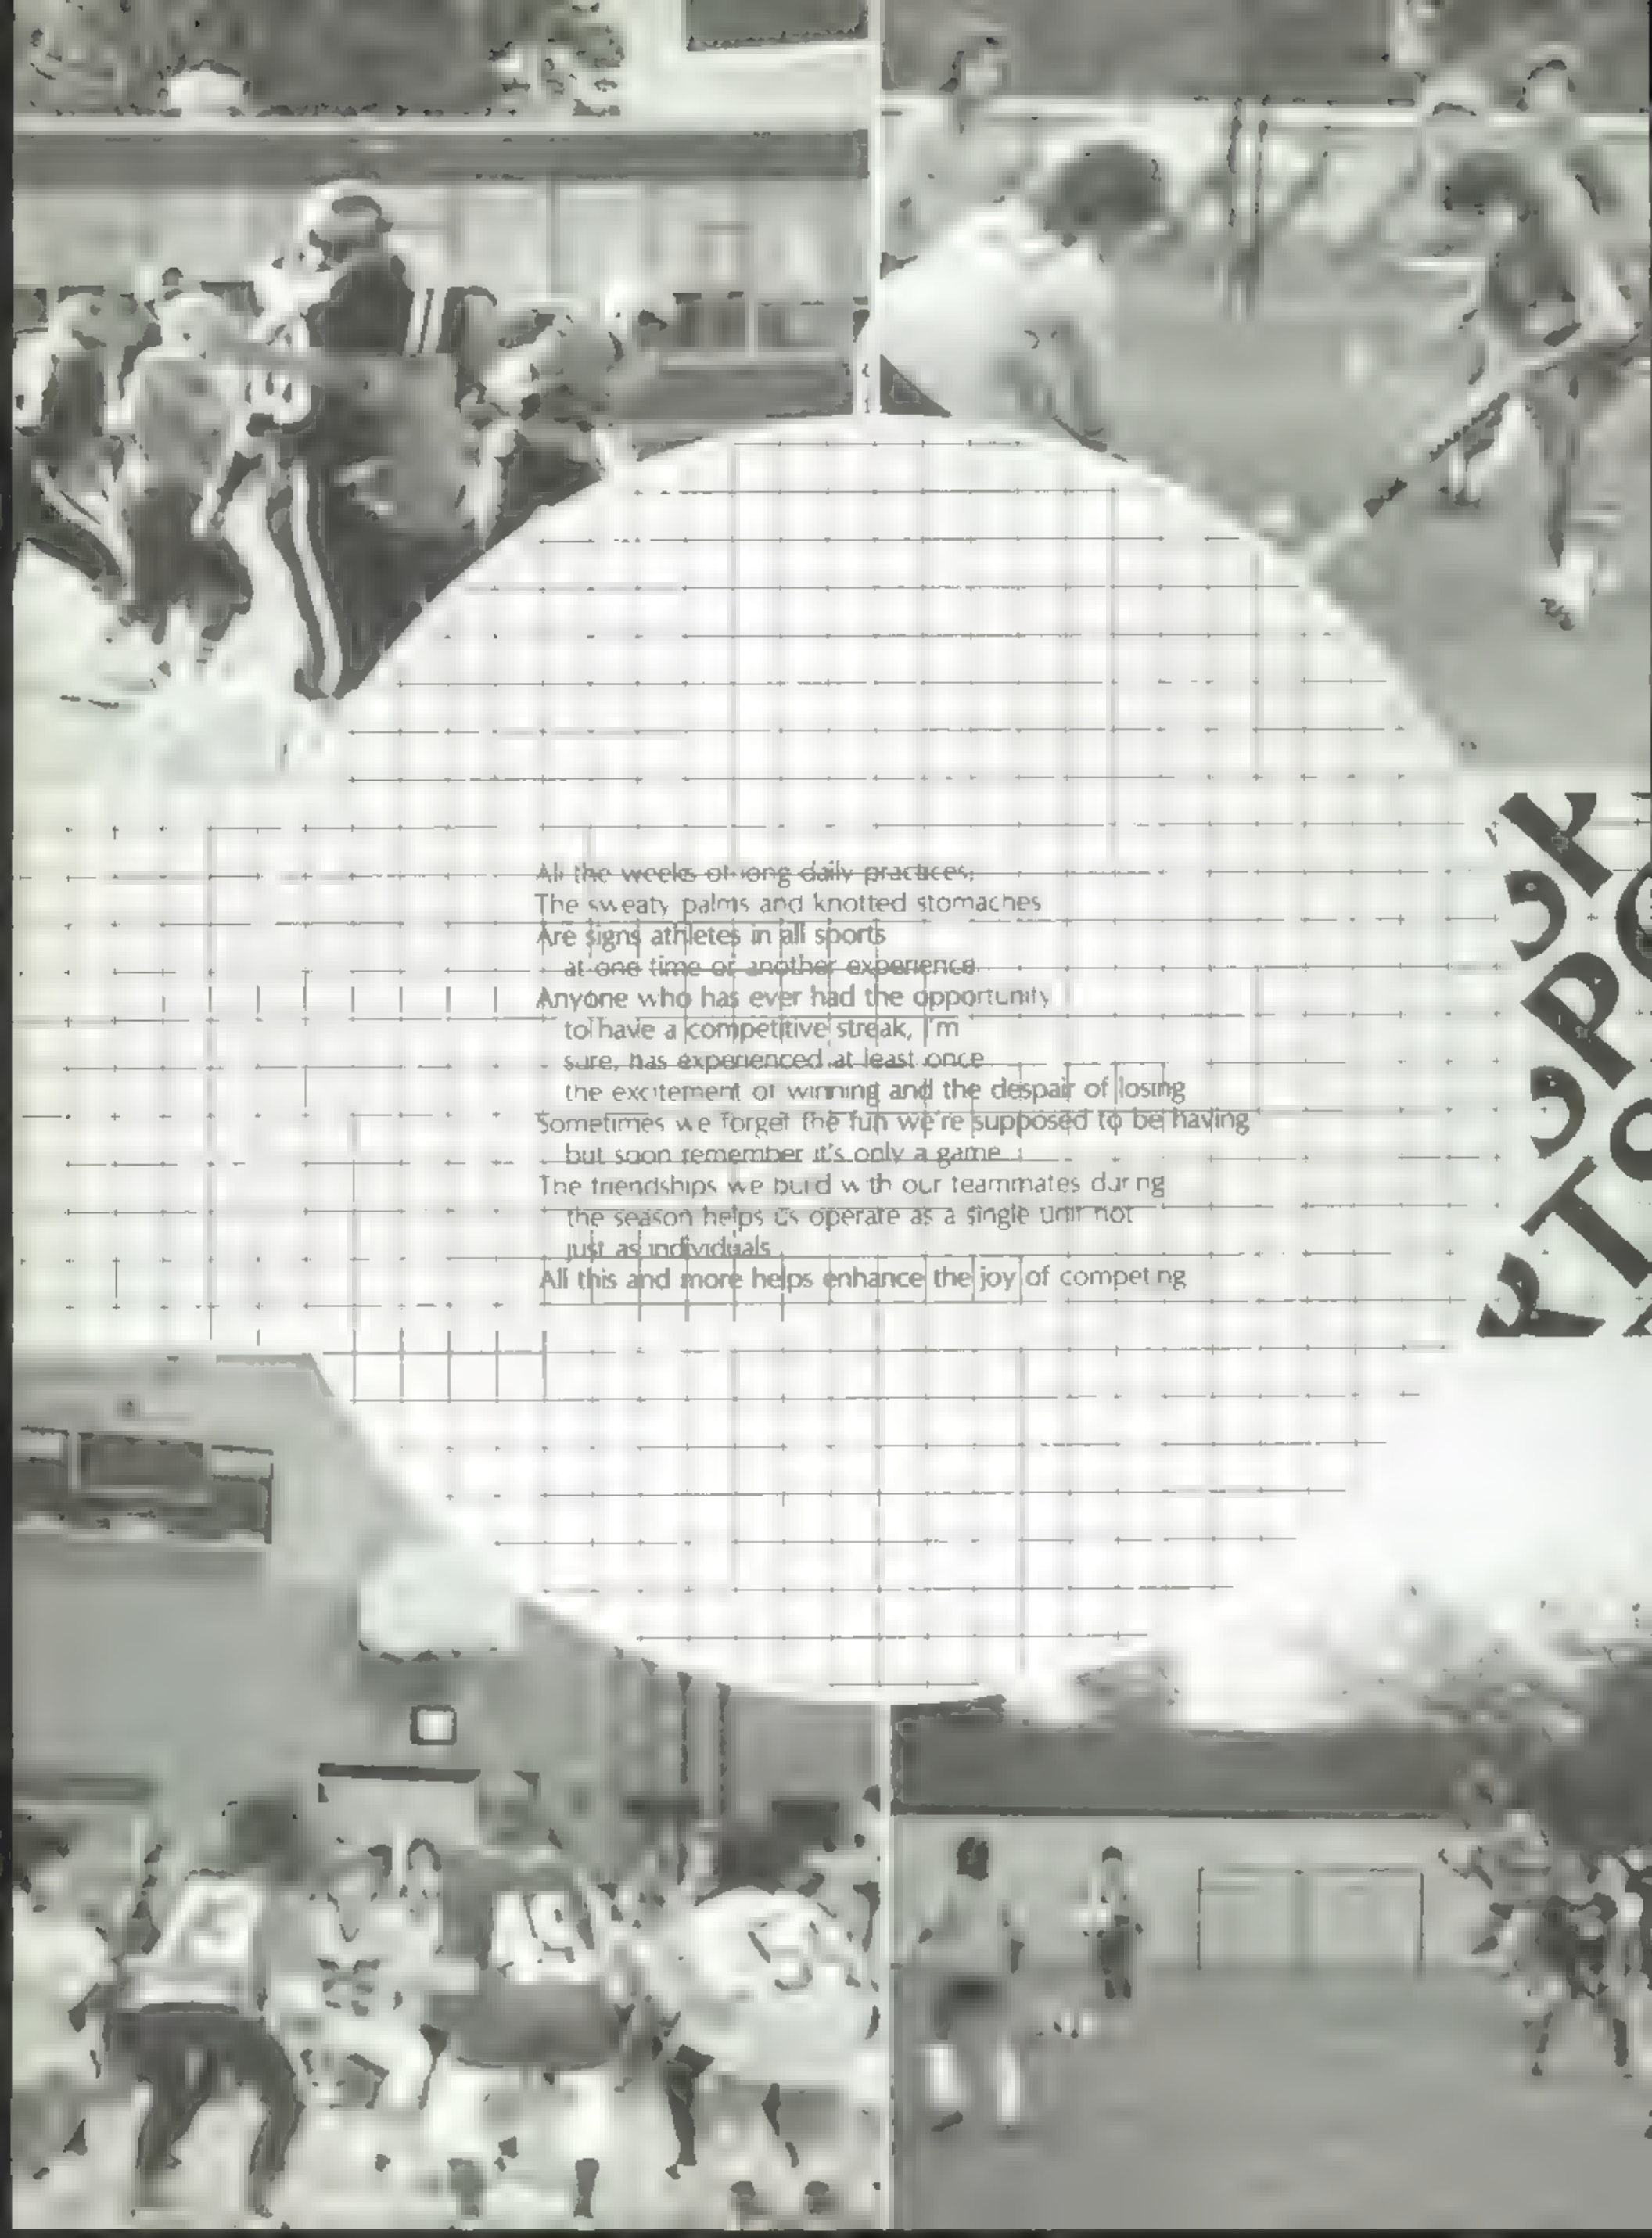 All the weeks of long daily practices,
The sweaty palms and knotted stomaches
Are signs athletes in all sports
at one time or another experience
Anyone who has ever had the opportunity
to have a competitive streak, I'm
sure, has experienced at least once
the excitement of winning and the despair of losing
Sometimes we forget the fun we're supposed to be having
but soon remember it's only a game
The friendships we build with our teammates during
the season helps us operate as a single unit not
just as individuals
All this and more helps enhance the joy of competing